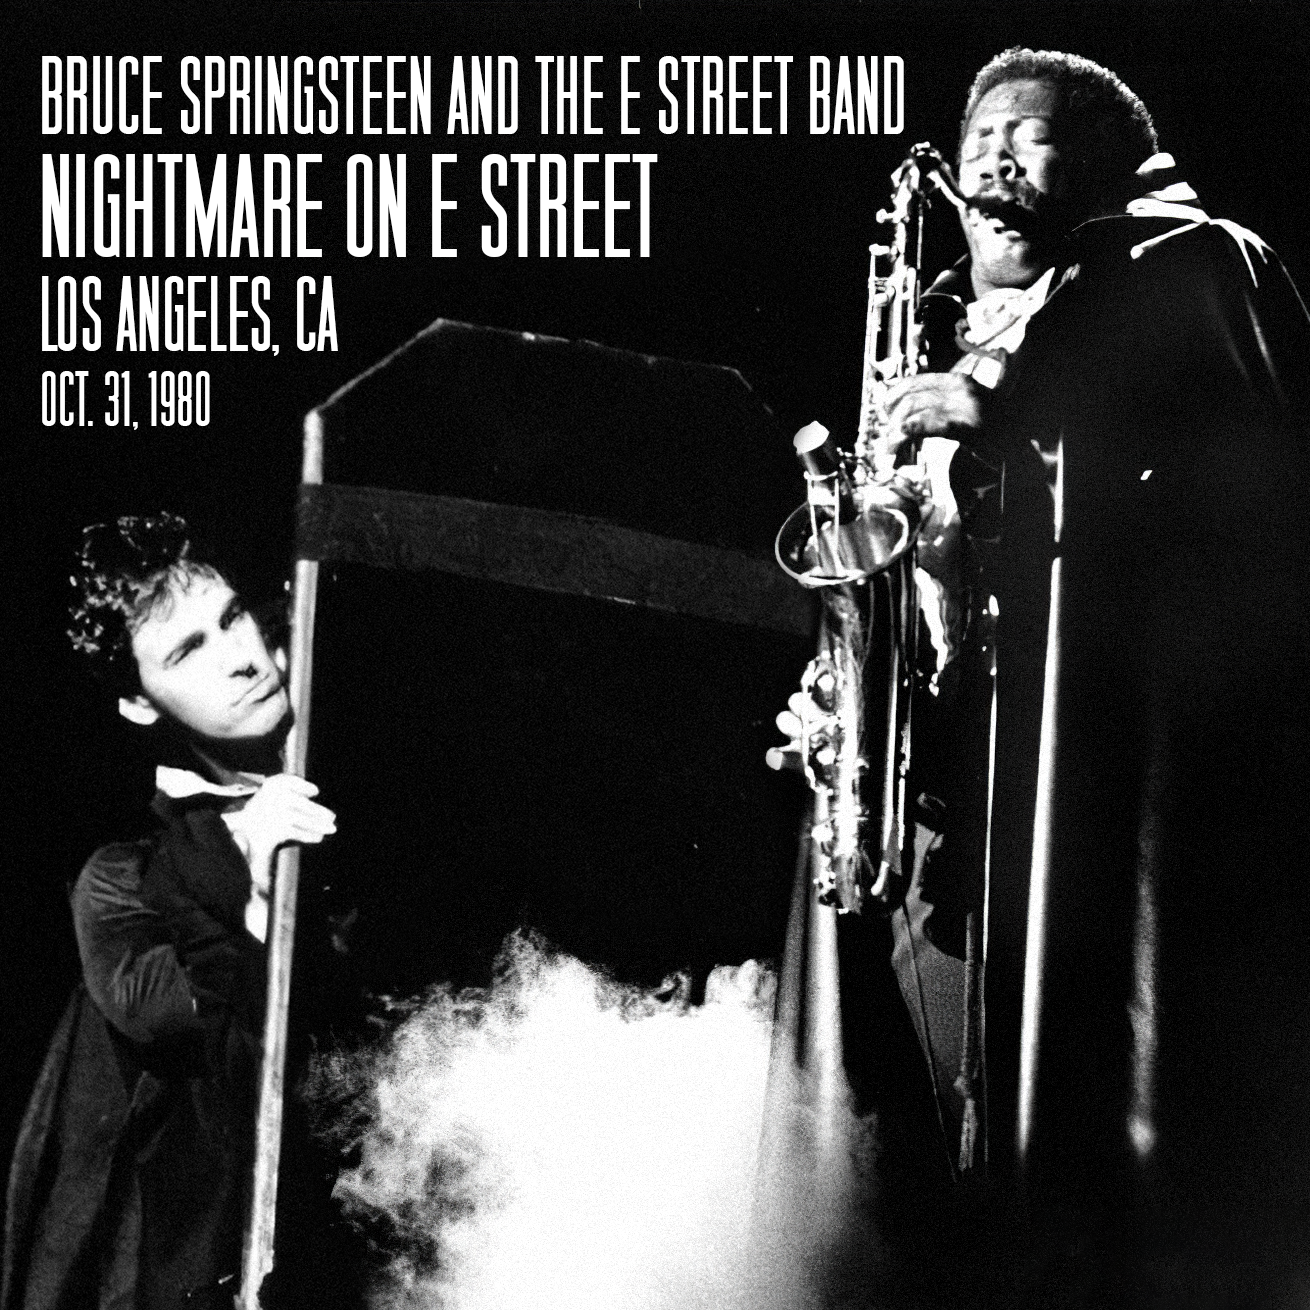 BRUCE SPRINGSTEEN AND THE E STREET BAND
NIGHTMARE ON E STREET
LOS ANGELES, CA
OCT. 31, 1980